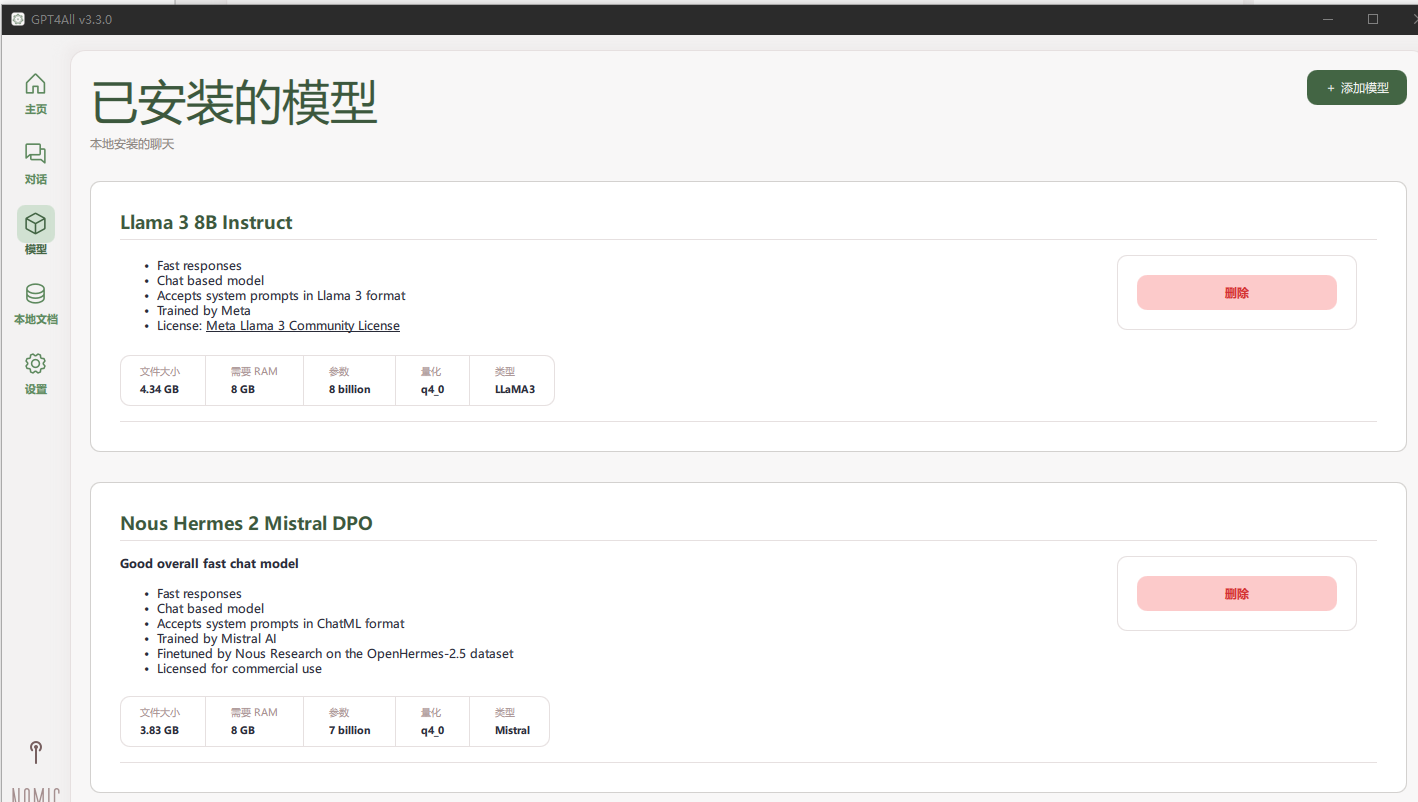 GPT4All v3.3.0
主页
对话
模型
本地文档
设置
NOMIC
已安装的模型
+ 添加模型
本地安装的聊天
Llama 3 8B Instruct
• Fast responses
• Chat based model
• Accepts system prompts in Llama 3 format
• Trained by Meta
• License: Meta Llama 3 Community License
删除
文件大小 需要 RAM 参数 量化 类型
4.34 GB 8 GB 8 billion q4_0 LLaMA3
Nous Hermes 2 Mistral DPO
Good overall fast chat model
• Fast responses
• Chat based model
• Accepts system prompts in ChatML format
• Trained by Mistral AI
• Finetuned by Nous Research on the OpenHermes-2.5 dataset
• Licensed for commercial use
删除
文件大小 需要 RAM 参数 量化 类型
3.83 GB 8 GB 7 billion q4_0 Mistral